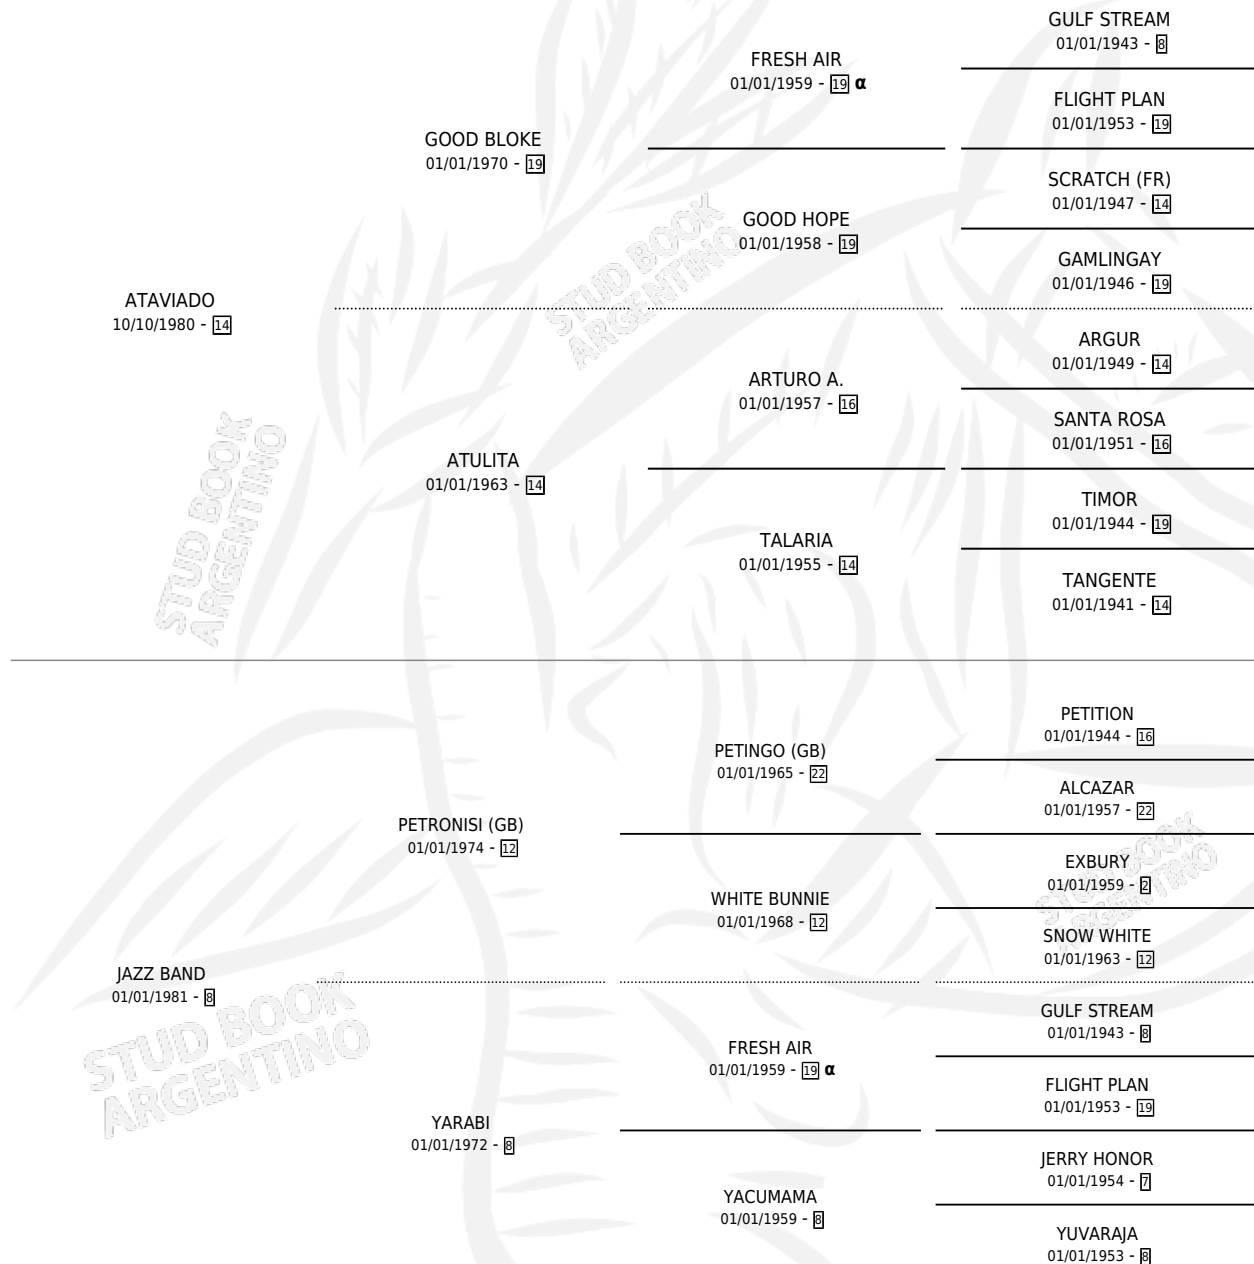 GULF STREAM
01/01/1943 - 8
FRESH AIR
01/01/1959 - 19 α
FLIGHT PLAN
01/01/1953 - 19
GOOD BLOKE
01/01/1970 - 19
SCRATCH (FR)
01/01/1947 - 14
GOOD HOPE
01/01/1958 - 19
GAMLINGAY
01/01/1946 - 19
ATAVIADO
10/10/1980 - 14
STUD BOOK
ARGENTINO
ARGUR
01/01/1949 - 14
ARTURO A.
01/01/1957 - 16
SANTA ROSA
01/01/1951 - 16
ATULITA
01/01/1963 - 14
STUD BOOK
ARGENTINO
TIMOR
01/01/1944 - 19
TALARIA
01/01/1955 - 14
TANGENTE
01/01/1941 - 14
PETITION
01/01/1944 - 16
PETINGO (GB)
01/01/1965 - 22
ALCAZAR
01/01/1957 - 22
PETRONISI (GB)
01/01/1974 - 12
EXBURY
01/01/1959 - 2
WHITE BUNNIE
01/01/1968 - 12
STUD BOOK
ARGENTINO
SNOW WHITE
01/01/1963 - 12
JAZZ BAND
01/01/1981 - 8
STUD BOOK
ARGENTINO
GULF STREAM
01/01/1943 - 8
FRESH AIR
01/01/1959 - 19 α
FLIGHT PLAN
01/01/1953 - 19
YARABI
01/01/1972 - 8
JERRY HONOR
01/01/1954 - 7
YACUMAMA
01/01/1959 - 8
YUVARAJA
01/01/1953 - 8